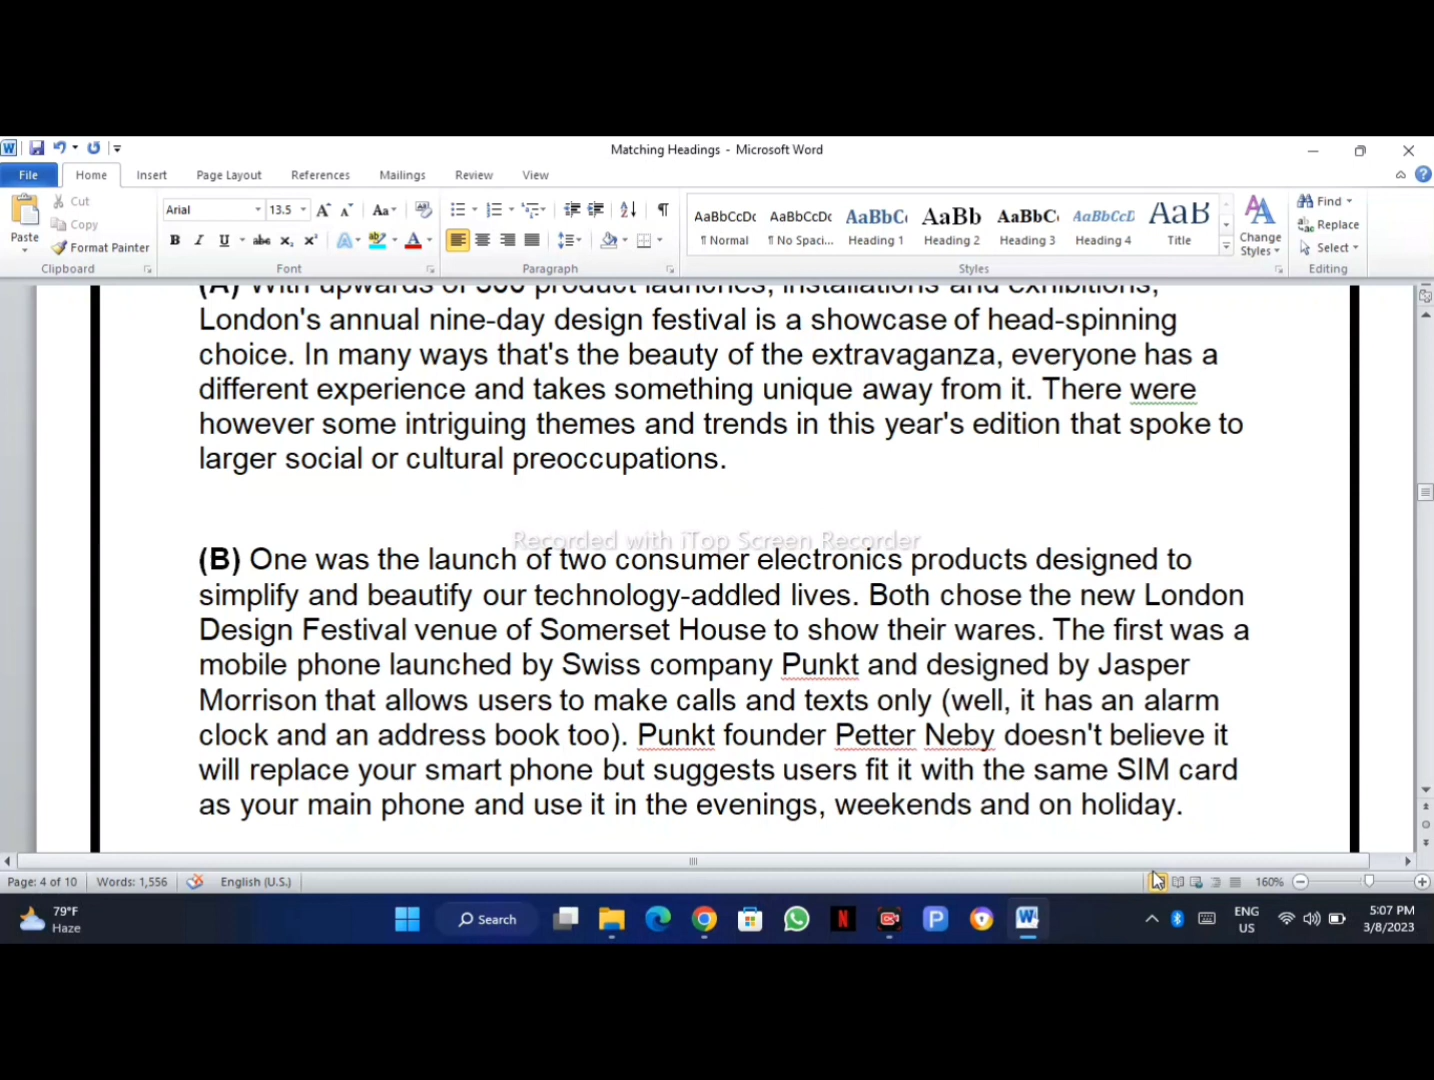 Matching Headings - Microsoft Word
File Home Insert Page Layout References Mailings Review View
Paste
Cut
Copy
Format Painter
Clipboard
Arial 13.5
Font
Paragraph
AaBbCcDc AaBbCcDc AaBbC AaBb AaBbC AaBbCcD AaB
¶ Normal ¶ No Spaci... Heading 1 Heading 2 Heading 3 Heading 4 Title
Styles
Change Styles
Find
Replace
Select
Editing
(A) With upwards of 300 product launches, installations and exhibitions,
London's annual nine-day design festival is a showcase of head-spinning
choice. In many ways that's the beauty of the extravaganza, everyone has a
different experience and takes something unique away from it. There were
however some intriguing themes and trends in this year's edition that spoke to
larger social or cultural preoccupations.
Recorded with iTop Screen Recorder
(B) One was the launch of two consumer electronics products designed to
simplify and beautify our technology-addled lives. Both chose the new London
Design Festival venue of Somerset House to show their wares. The first was a
mobile phone launched by Swiss company Punkt and designed by Jasper
Morrison that allows users to make calls and texts only (well, it has an alarm
clock and an address book too). Punkt founder Petter Neby doesn't believe it
will replace your smart phone but suggests users fit it with the same SIM card
as your main phone and use it in the evenings, weekends and on holiday.
Page: 4 of 10 Words: 1,556 English (U.S.) 160%
79°F
Haze
Search
ENG
US
5:07 PM
3/8/2023